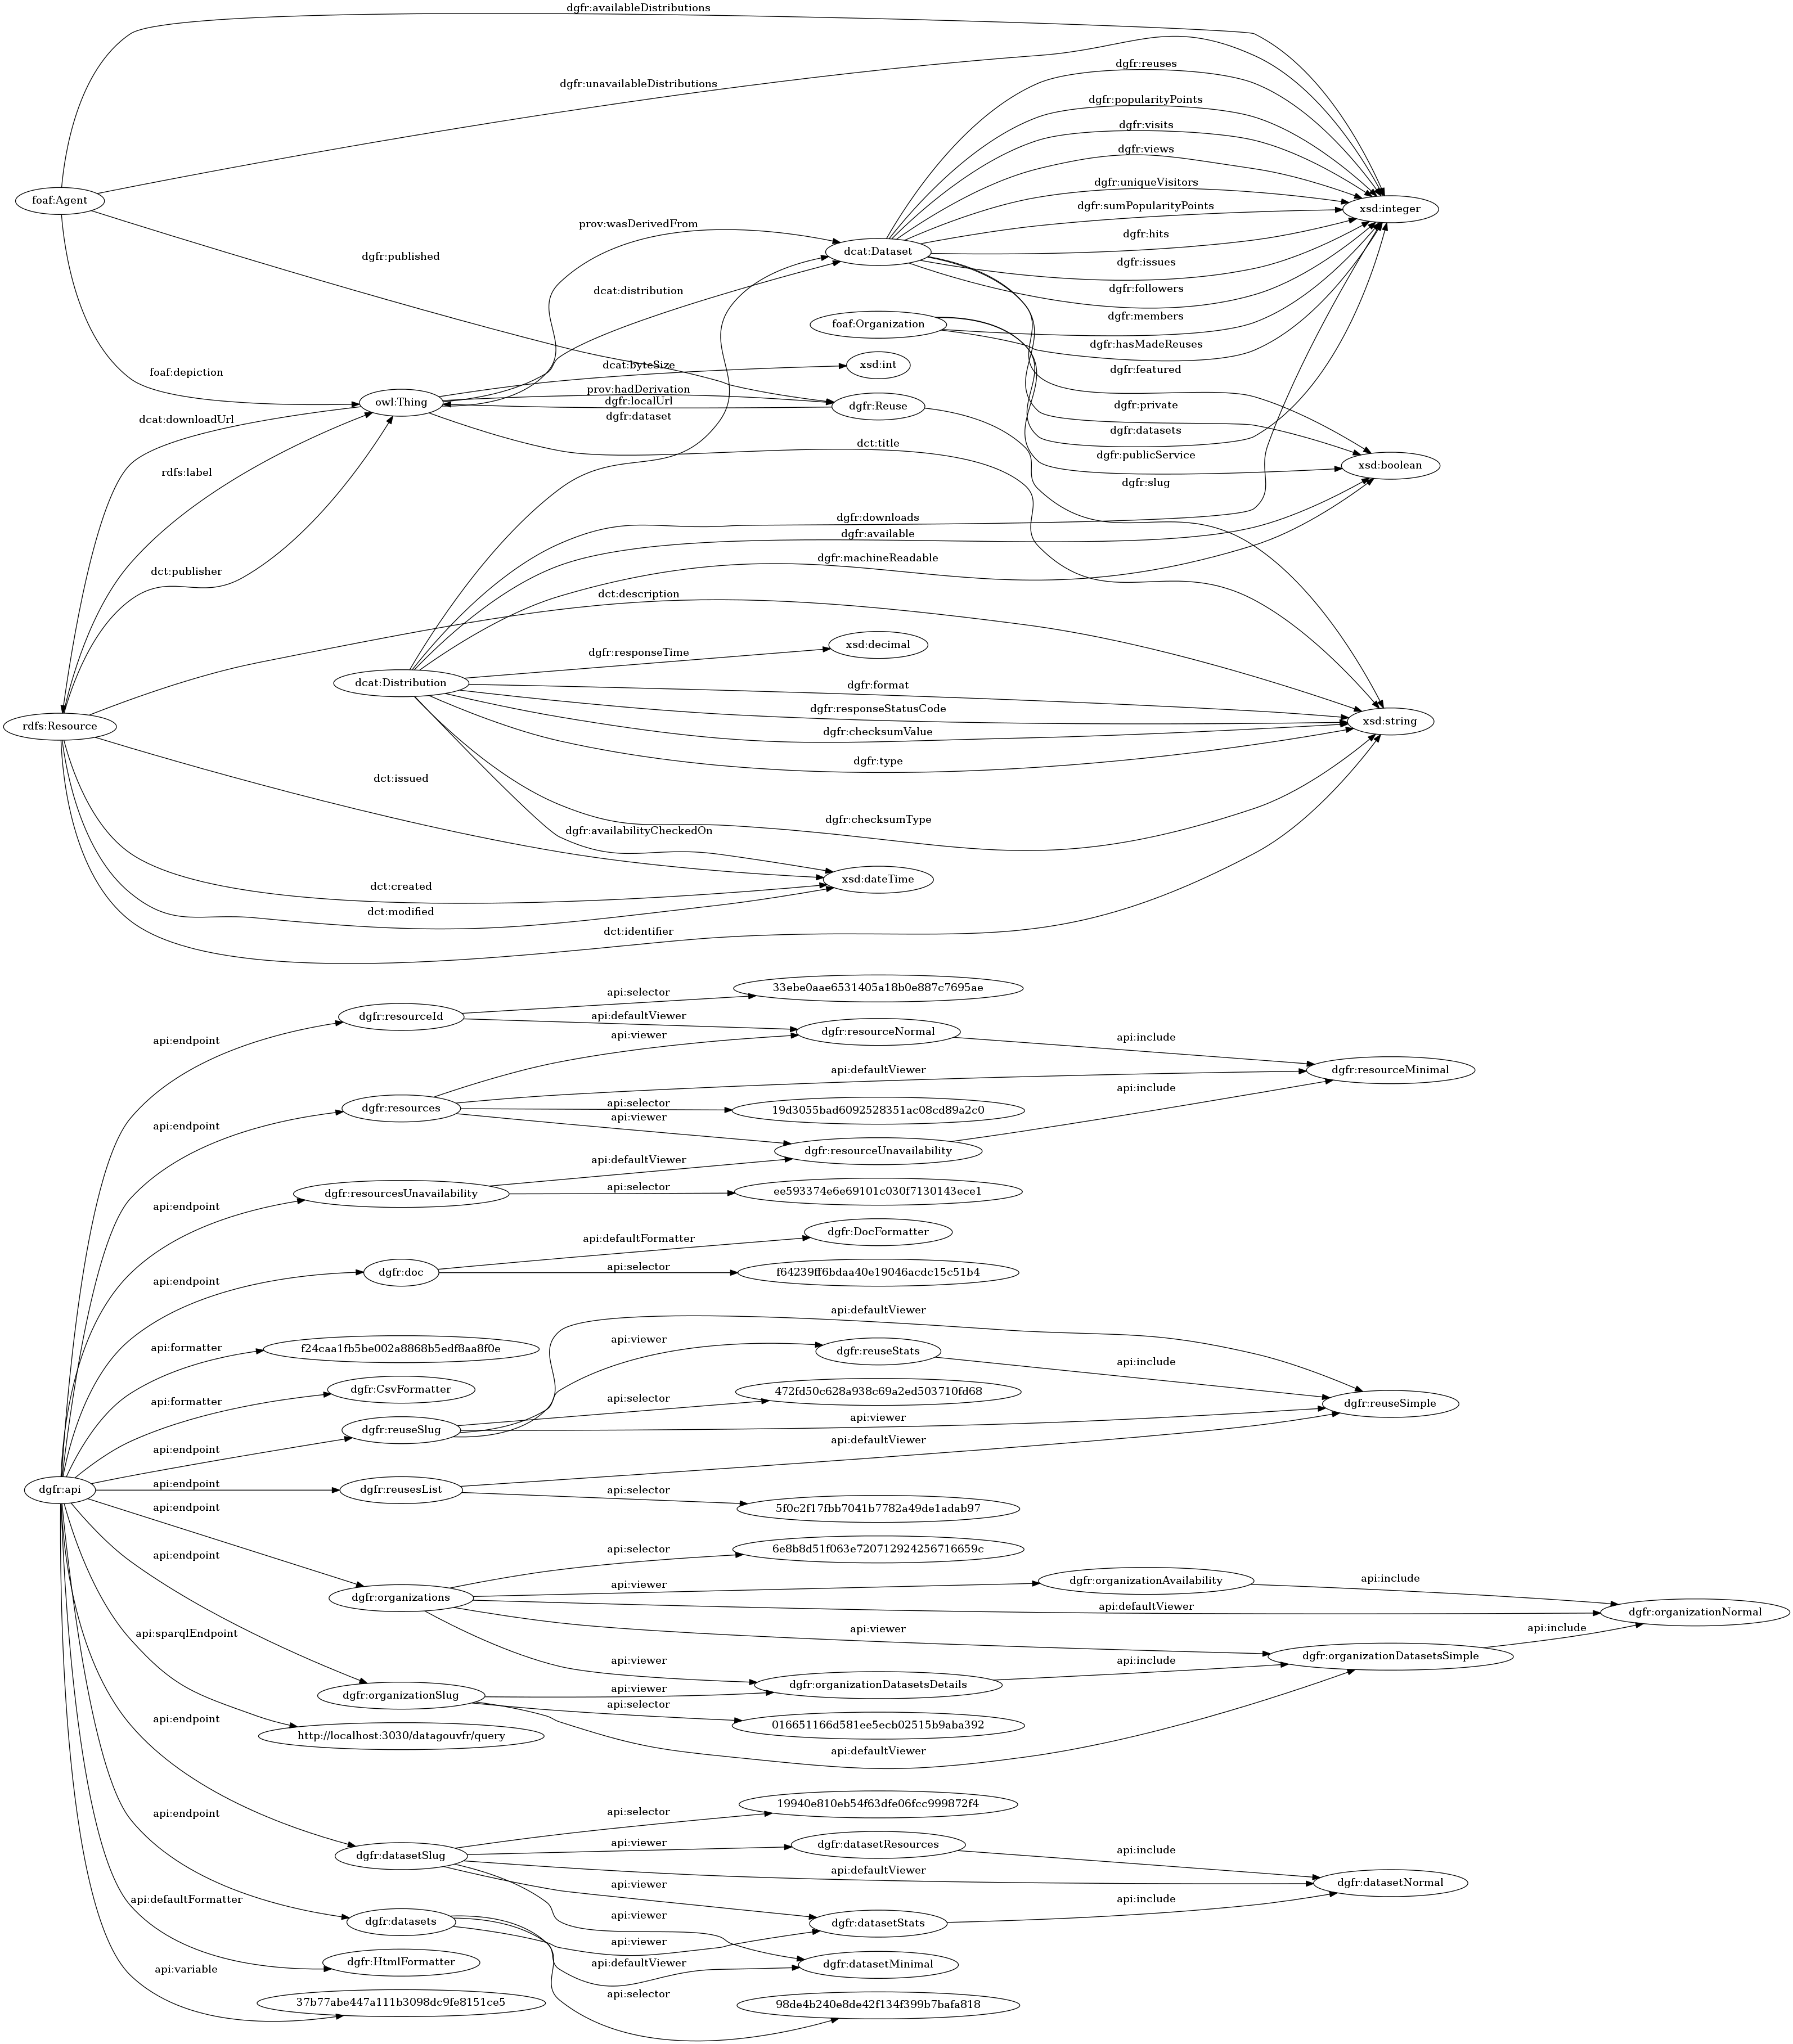 dgfr:availableDistributions
dgfr:reuses
dgfr:unavailableDistributions
dgfr:popularityPoints
dgfr:visits
dgfr:views
dgfr:uniqueVisitors
foaf:Agent
dgfr:sumPopularityPoints
xsd:integer
prov:wasDerivedFrom
dgfr:hits
dcat:Dataset
dgfr:published
dgfr:issues
dcat:distribution
dgfr:followers
dgfr:members
foaf:Organization
dgfr:hasMadeReuses
dcat:byteSize
xsd:int
dgfr:featured
foaf:depiction
prov:hadDerivation
owl:Thing
dgfr:localUrl
dgfr:Reuse
dgfr:private
dgfr:dataset
dcat:downloadUrl
dgfr:datasets
dct:title
dgfr:publicService
xsd:boolean
rdfs:label
dgfr:slug
dgfr:downloads
dgfr:available
dgfr:machineReadable
dct:publisher
dct:description
xsd:decimal
dgfr:responseTime
dcat:Distribution
dgfr:format
dgfr:responseStatusCode
xsd:string
rdfs:Resource
dgfr:checksumValue
dgfr:type
dct:issued
dgfr:checksumType
dgfr:availabilityCheckedOn
xsd:dateTime
dct:created
dct:modified
dct:identifier
api:selector
33ebe0aae6531405a18b0e887c7695ae
dgfr:resourceId
api:defaultViewer
dgfr:resourceNormal
api:endpoint
api:viewer
api:include
api:defaultViewer
dgfr:resourceMinimal
api:include
dgfr:resources
api:selector
19d3055bad6092528351ac08cd89a2c0
api:viewer
api:endpoint
dgfr:resourceUnavailability
api:defaultViewer
dgfr:resourcesUnavailability
api:selector
ee593374e6e69101c030f7130143ece1
api:endpoint
dgfr:DocFormatter
api:defaultFormatter
dgfr:doc
api:selector
f64239ff6bdaa40e19046acdc15c51b4
api:endpoint
api:defaultViewer
api:viewer
api:formatter
f24caa1fb5be002a8868b5edf8aa8f0e
dgfr:reuseStats
api:include
dgfr:CsvFormatter
472fd50c628a938c69a2ed503710fd68
api:selector
api:formatter
dgfr:reuseSimple
api:viewer
dgfr:reuseSlug
api:defaultViewer
api:endpoint
api:endpoint
dgfr:api
dgfr:reusesList
api:selector
api:endpoint
5f0c2f17fbb7041b7782a49de1adab97
api:selector
6e8b8d51f063e720712924256716659c
api:endpoint
dgfr:organizationAvailability
api:include
api:viewer
dgfr:organizations
api:defaultViewer
dgfr:organizationNormal
api:sparqlEndpoint
api:viewer
api:include
dgfr:organizationDatasetsSimple
api:viewer
api:include
dgfr:organizationDatasetsDetails
api:viewer
dgfr:organizationSlug
api:selector
016651166d581ee5ecb02515b9aba392
api:endpoint
http://localhost:3030/datagouvfr/query
api:defaultViewer
19940e810eb54f63dfe06fcc999872f4
api:selector
api:endpoint
api:viewer
dgfr:datasetResources
api:include
dgfr:datasetSlug
api:defaultViewer
api:viewer
dgfr:datasetNormal
api:include
api:defaultFormatter
api:viewer
dgfr:datasets
dgfr:datasetStats
api:viewer
dgfr:HtmlFormatter
api:defaultViewer
dgfr:datasetMinimal
api:variable
api:selector
37b77abe447a111b3098dc9fe8151ce5
98de4b240e8de42f134f399b7bafa818